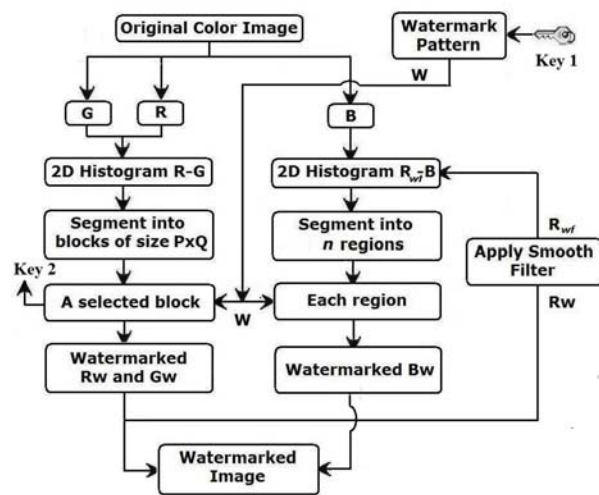 Original Color Image
Watermark
Pattern
Key 1
W
G
R
B
2D Histogram R-G
2D Histogram Rwf-B
Segment into
blocks of size PxQ
Segment into
n regions
Rwf
Apply Smooth
Filter
Rw
Key 2
A selected block
W
Each region
Watermarked
Rw and Gw
Watermarked Bw
Watermarked
Image